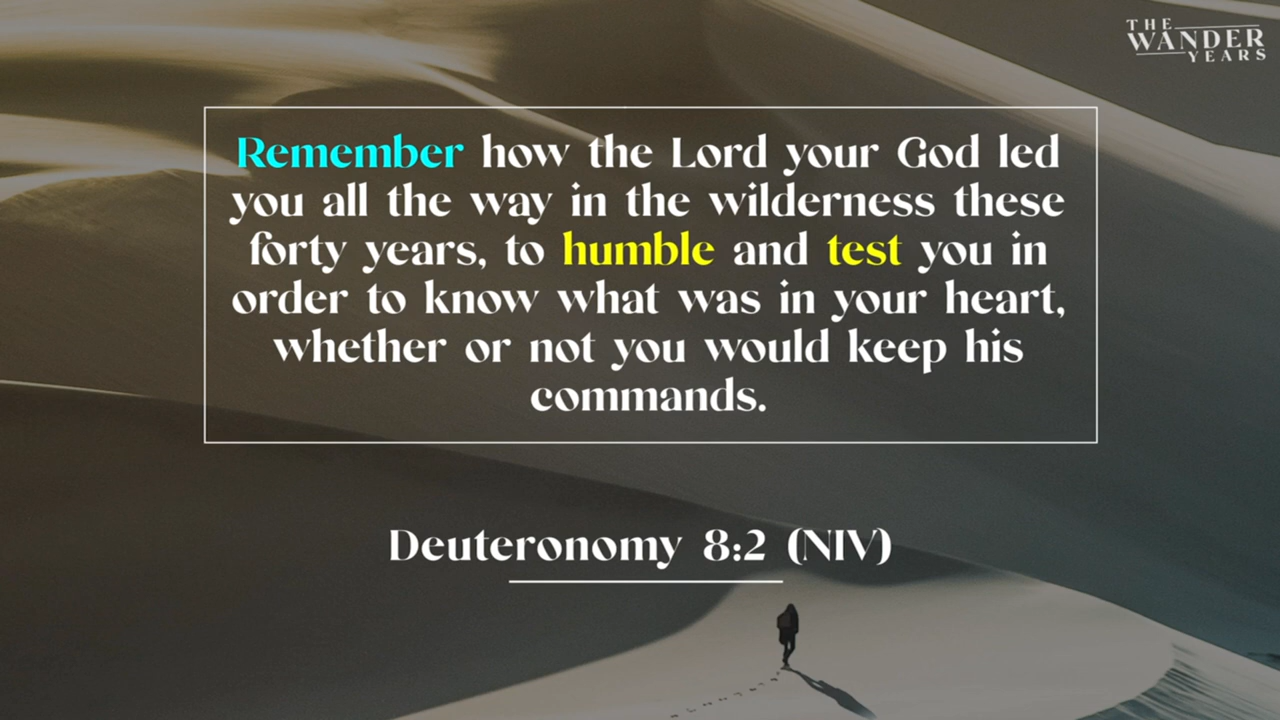 THE
WANDER
YEARS
Remember how the Lord your God led
you all the way in the wilderness these
forty years, to humble and test you in
order to know what was in your heart,
whether or not you would keep his
commands.
Deuteronomy 8:2 (NIV)